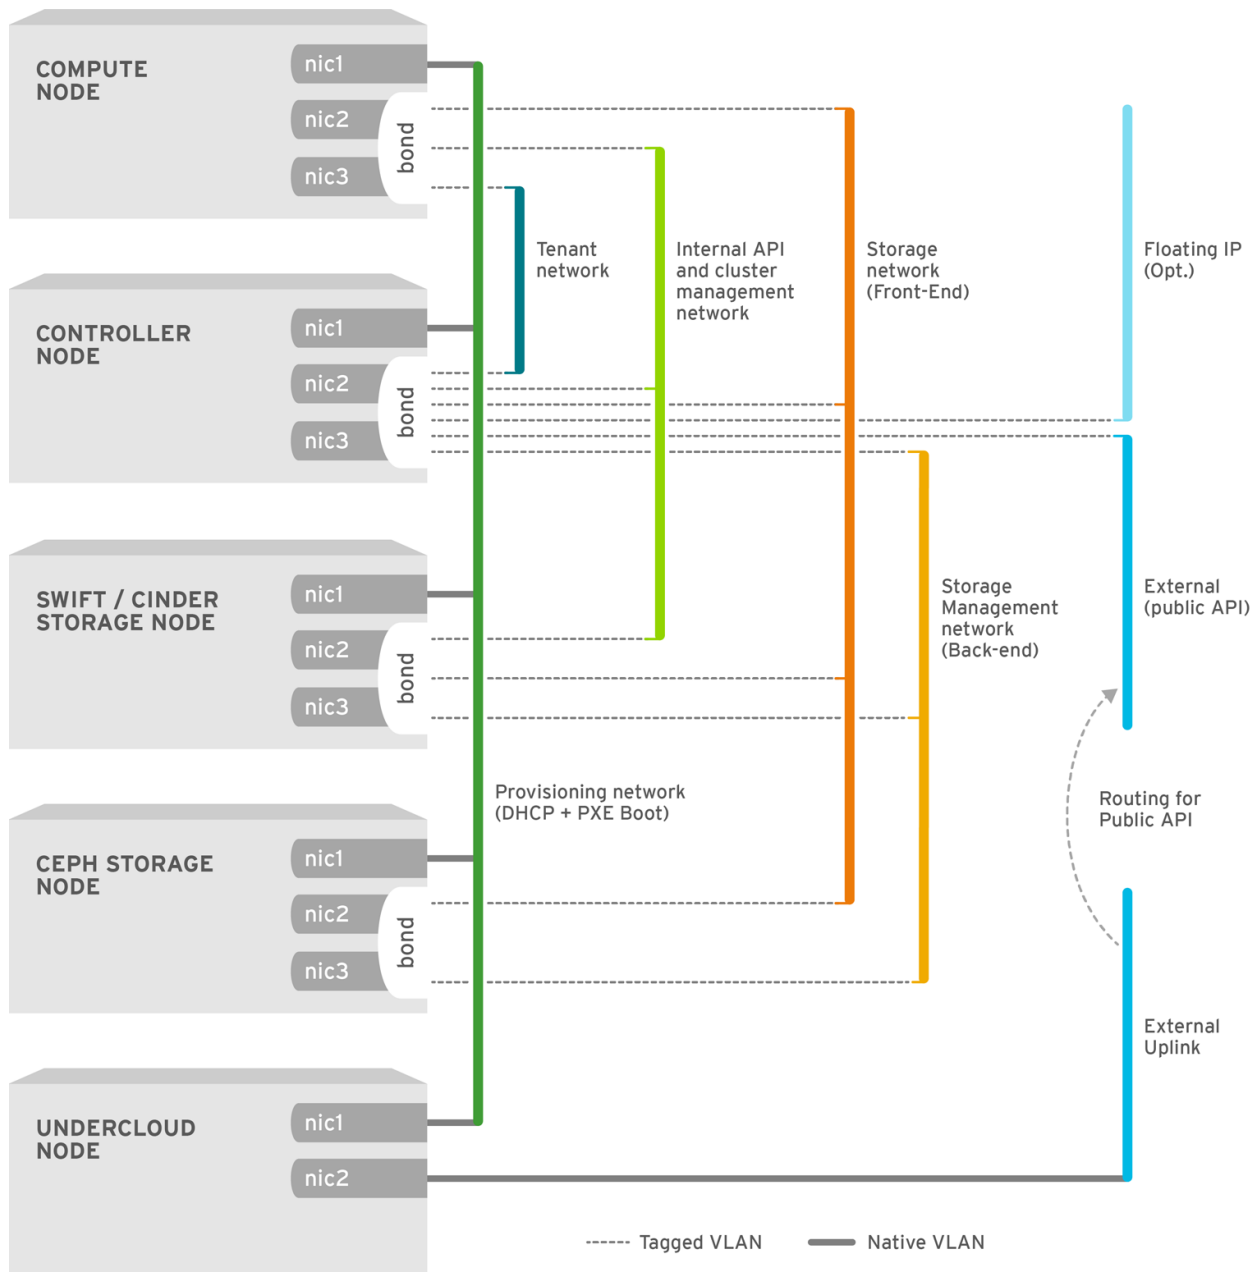 COMPUTE
NODE
nic1
nic2
nic3
bond
Tenant
network
Internal API
and cluster
management
network
Storage
network
(Front-End)
Floating IP
(Opt.)
CONTROLLER
NODE
nic1
nic2
nic3
bond
SWIFT / CINDER
STORAGE NODE
nic1
nic2
nic3
bond
Storage
Management
network
(Back-end)
External
(public API)
Provisioning network
(DHCP + PXE Boot)
Routing for
Public API
CEPH STORAGE
NODE
nic1
nic2
nic3
bond
External
Uplink
UNDERCLOUD
NODE
nic1
nic2
Tagged VLAN
Native VLAN